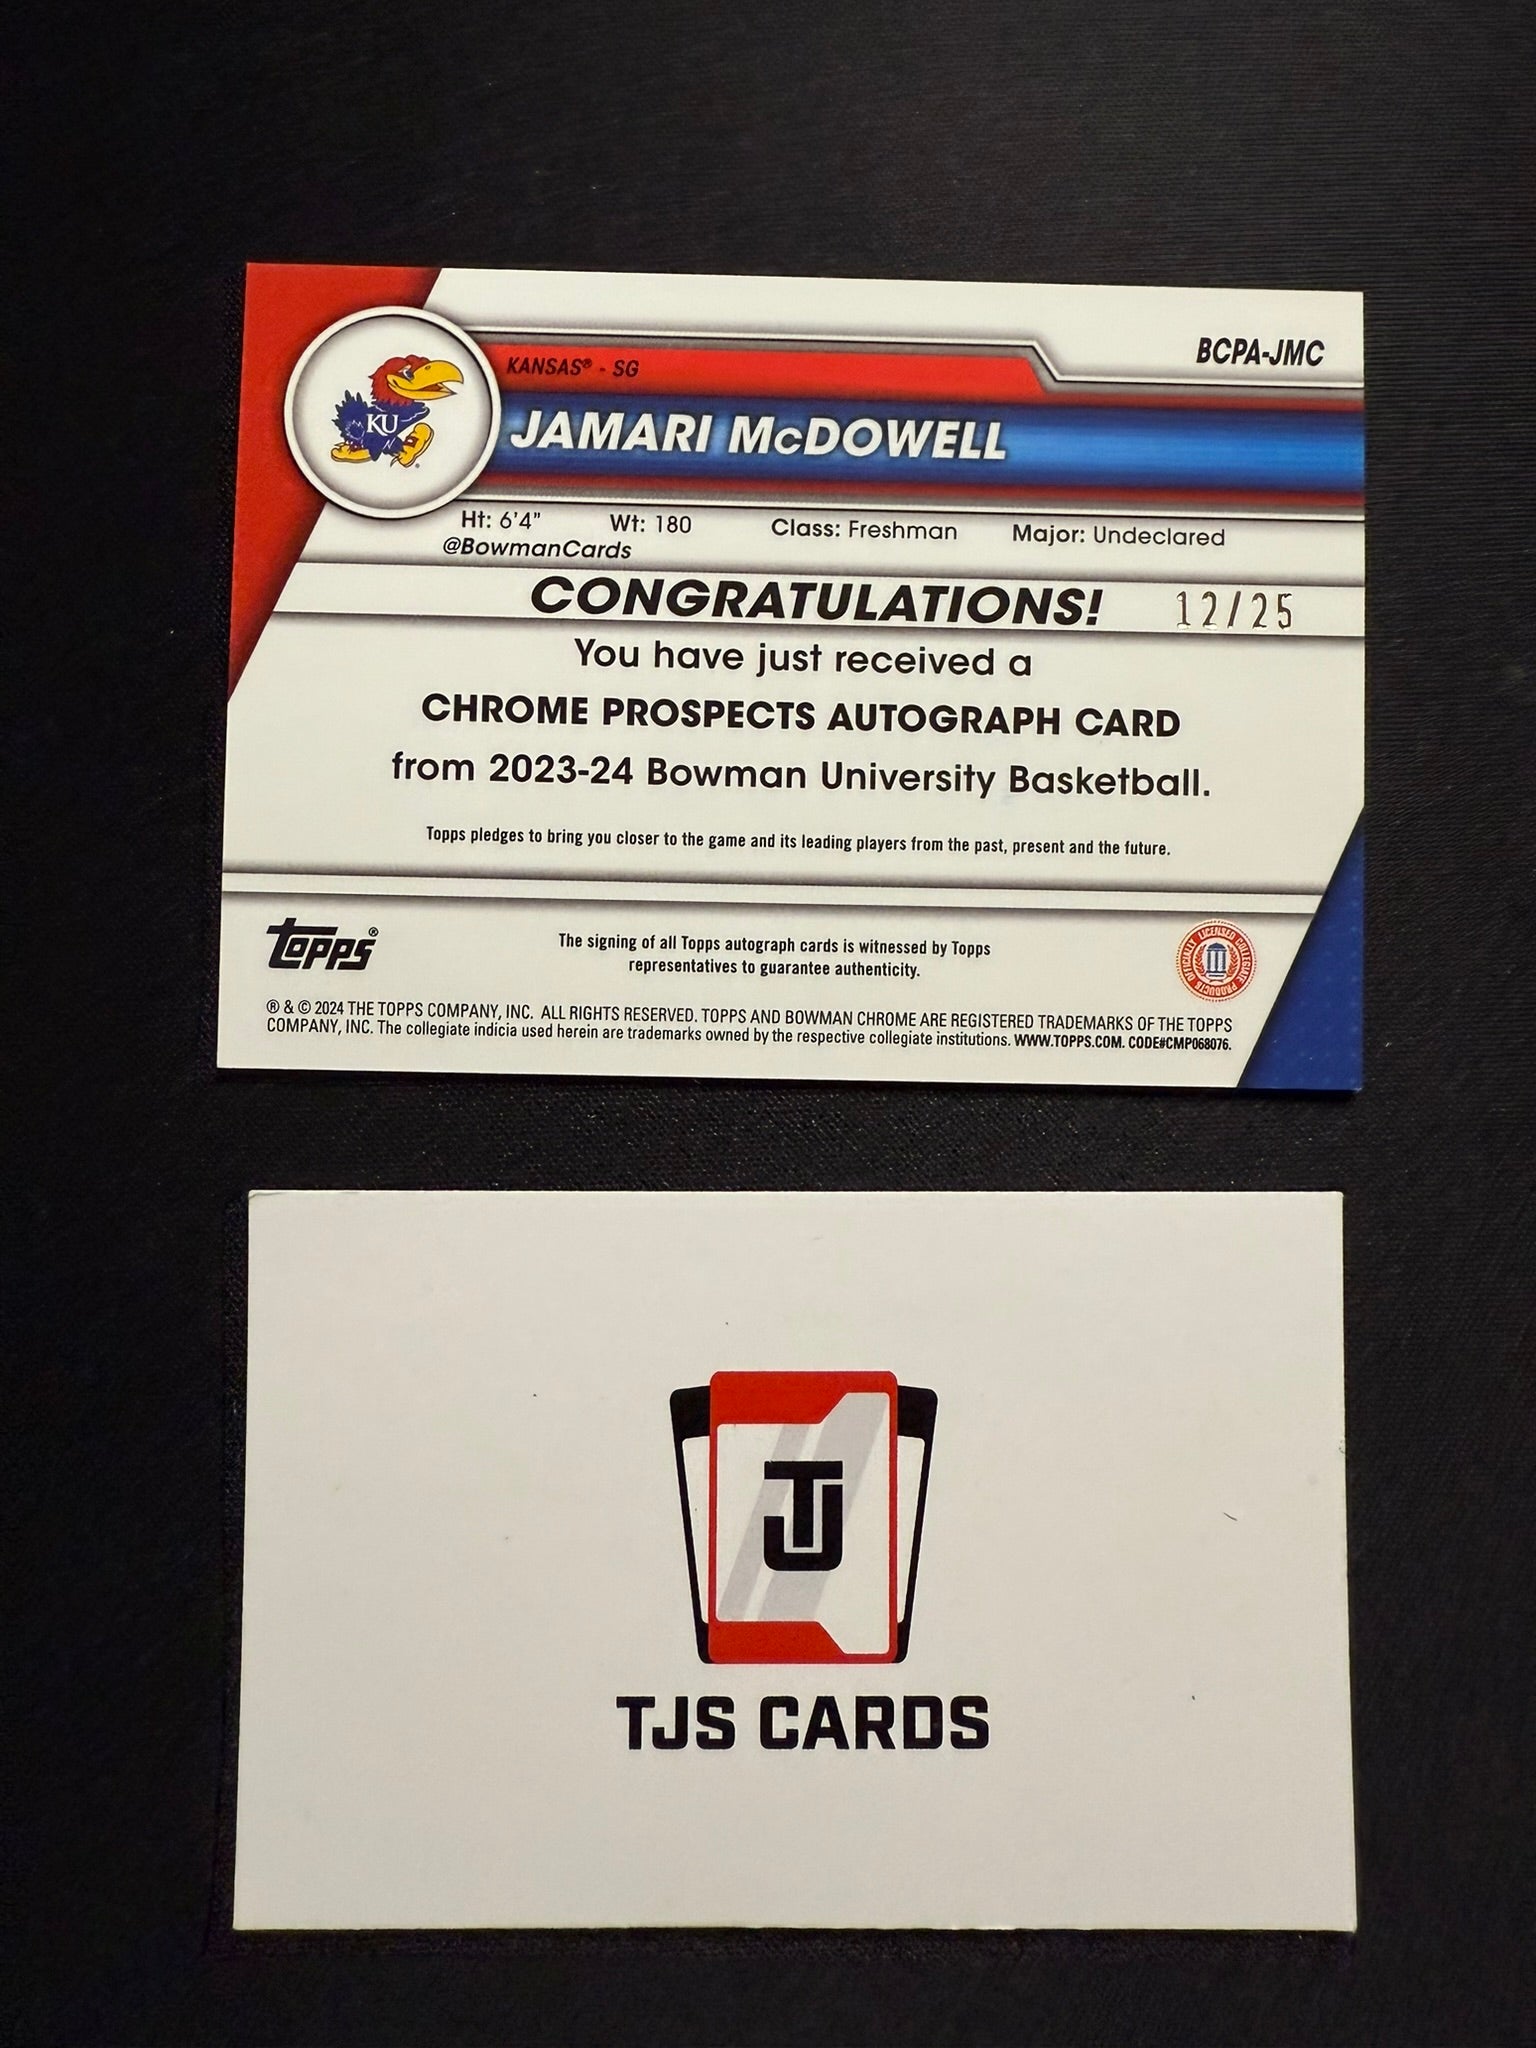 BCPA-JMC
KANSAS® - SG
KU
JAMARI McDOWELL
Ht: 6'4" Wt: 180 Class: Freshman Major: Undeclared
@BowmanCards
CONGRATULATIONS! 12/25
You have just received a
CHROME PROSPECTS AUTOGRAPH CARD
from 2023-24 Bowman University Basketball.
Topps pledges to bring you closer to the game and its leading players from the past, present and the future.
topps®
The signing of all Topps autograph cards is witnessed by Topps
representatives to guarantee authenticity.
OFFICIALLY LICENSED COLLEGIATE PRODUCTS
® & © 2024 THE TOPPS COMPANY, INC. ALL RIGHTS RESERVED. TOPPS AND BOWMAN CHROME ARE REGISTERED TRADEMARKS OF THE TOPPS
COMPANY, INC. The collegiate indicia used herein are trademarks owned by the respective collegiate institutions. WWW.TOPPS.COM. CODE#CMP068076.
TJ
TJS CARDS